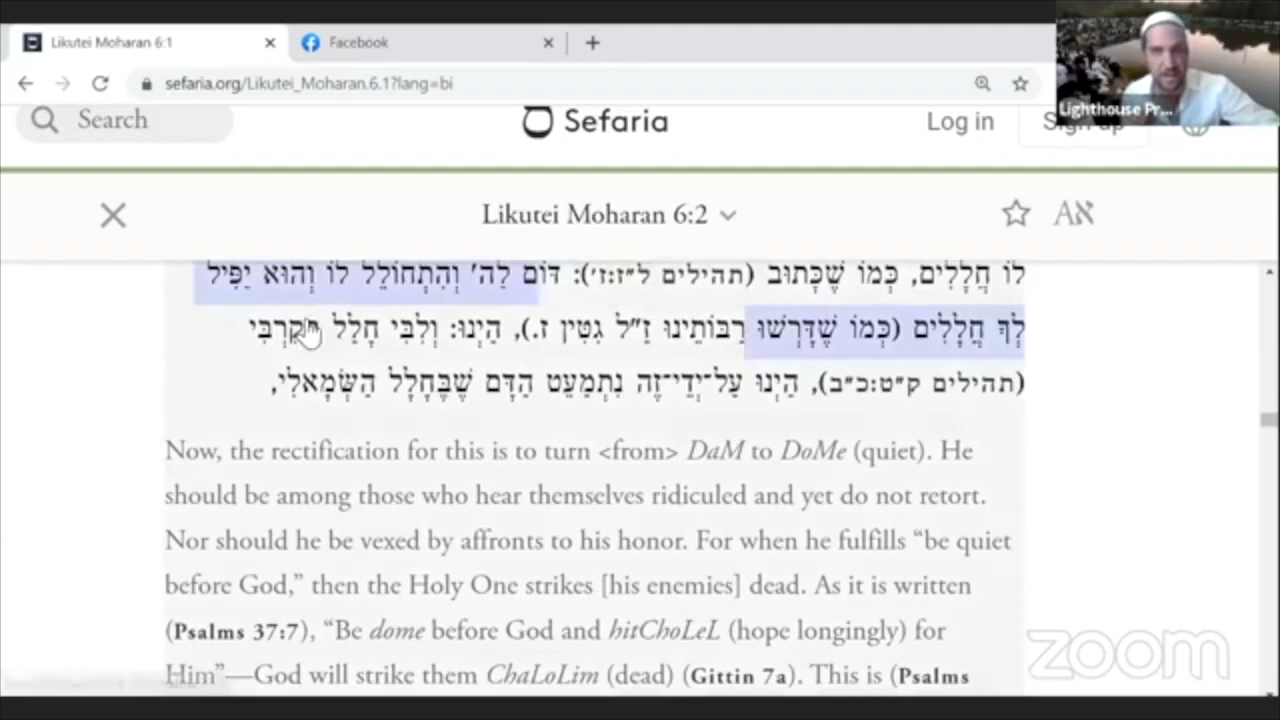 Likutei Moharan 6:1
Facebook
sefaria.org/Likutei_Moharan.6.1?lang=bi
Search
Sefaria
Log in
Sign up
Lighthouse Pr...
Likutei Moharan 6:2
Aא
לוֹ חֲלָלִים, כְּמוֹ שֶׁכָּתוּב (תהילים ל״ז:ז׳): דּוֹם לַה' וְהִתְחוֹלֵל לוֹ וְהוּא יַפִּיל
לְךָ חֲלָלִים (כְּמוֹ שֶׁדָּרְשׁוּ רַבּוֹתֵינוּ זַ"ל גִּטִּין ז.), הַיְנוּ: וְלִבִּי חָלַל בְּקִרְבִּי
(תהילים ק״ט:כ״ב), הַיְנוּ עַל־יְדֵי־זֶה נִתְמַעֵט הַדָּם שֶׁבֶּחָלָל הַשְּׂמָאלִי,
Now, the rectification for this is to turn <from> DaM to DoMe (quiet). He
should be among those who hear themselves ridiculed and yet do not retort.
Nor should he be vexed by affronts to his honor. For when he fulfills “be quiet
before God,” then the Holy One strikes [his enemies] dead. As it is written
(Psalms 37:7), “Be dome before God and hitChoLeL (hope longingly) for
Him”—God will strike them ChaLoLim (dead) (Gittin 7a). This is (Psalms
zoom